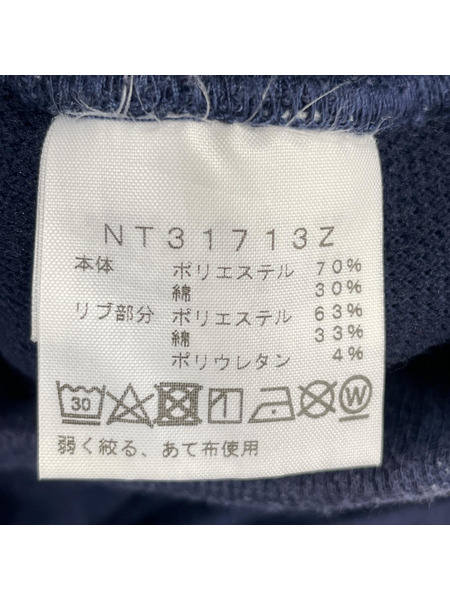 NT31713Z
本体 ポリエステル 70%
綿 30%
リブ部分 ポリエステル 63%
綿 33%
ポリウレタン 4%
30 W
弱く絞る、あて布使用